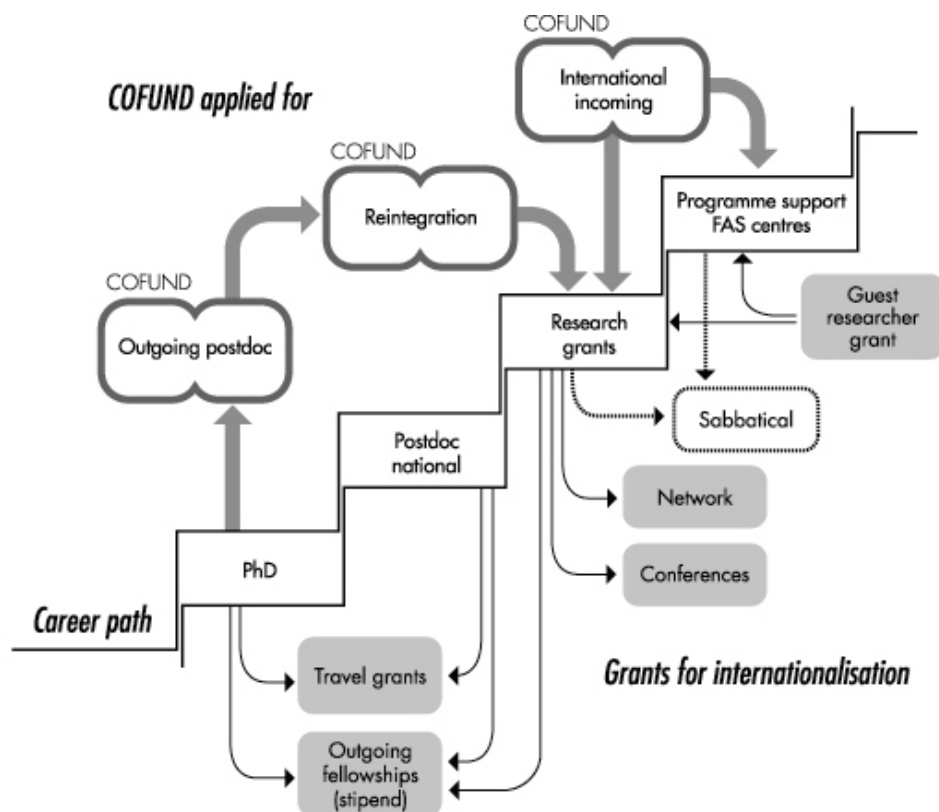 COFUND
International
incoming
COFUND applied for
COFUND
Reintegration
Programme support
FAS centres
COFUND
Outgoing postdoc
Guest
researcher
grant
Research
grants
Sabbatical
Postdoc
national
Network
PhD
Conferences
Career path
Travel grants
Grants for internationalisation
Outgoing
fellowships
(stipend)